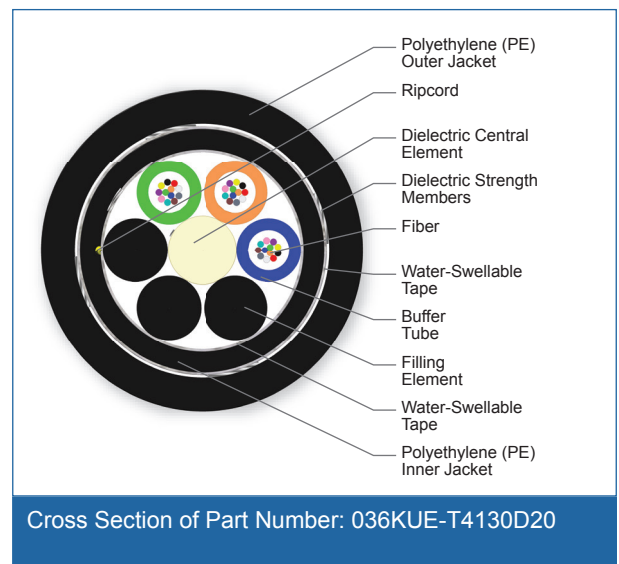 Polyethylene (PE)
Outer Jacket
Ripcord
Dielectric Central
Element
Dielectric Strength
Members
Fiber
Water-Swellable
Tape
Buffer
Tube
Filling
Element
Water-Swellable
Tape
Polyethylene (PE)
Inner Jacket
Cross Section of Part Number: 036KUE-T4130D20